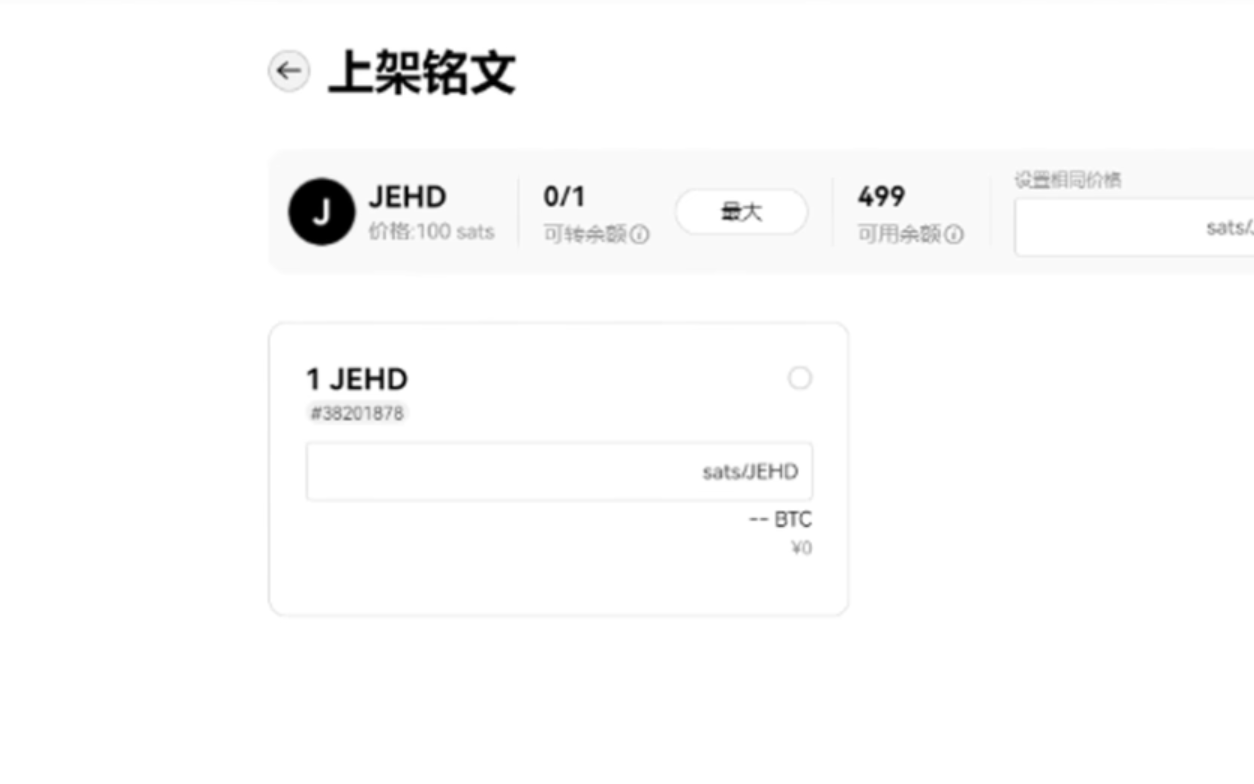 上架铭文
J
JEHD
价格:100 sats
0/1
可转余额
最大
499
可用余额
设置相同价格
sats/
1 JEHD
#38201878
sats/JEHD
-- BTC
¥0